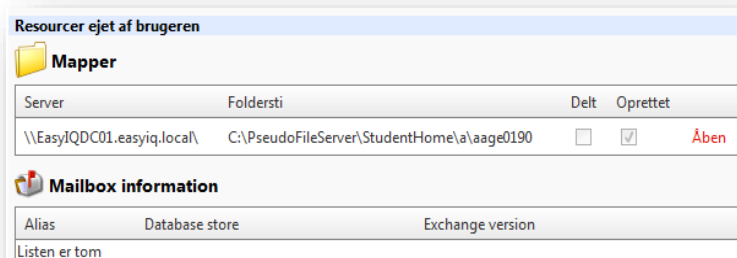 Resourcer ejet af brugeren
Mapper
Server Foldersti Delt Oprettet
\\EasyIQDC01.easyiq.local\ C:\PseudoFileServer\StudentHome\a\aage0190 Åben
Mailbox information
Alias Database store Exchange version
Listen er tom